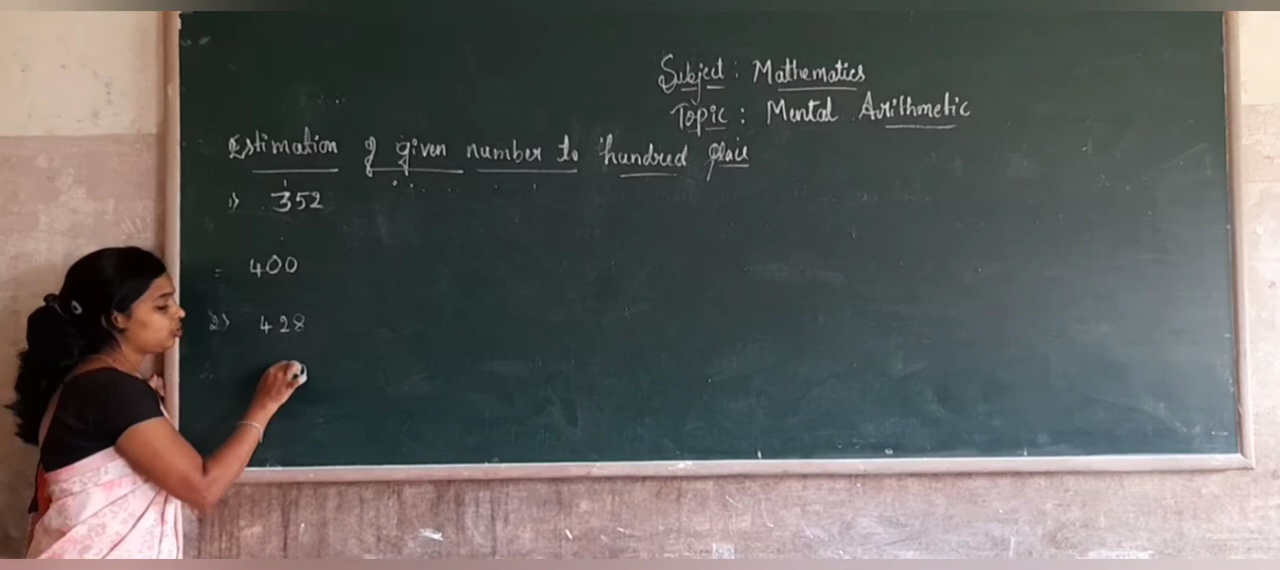 Subject : Mathematics
Topic : Mental Arithmetic
Estimation of given number to hundred place
1) 352
= 400
2) 428